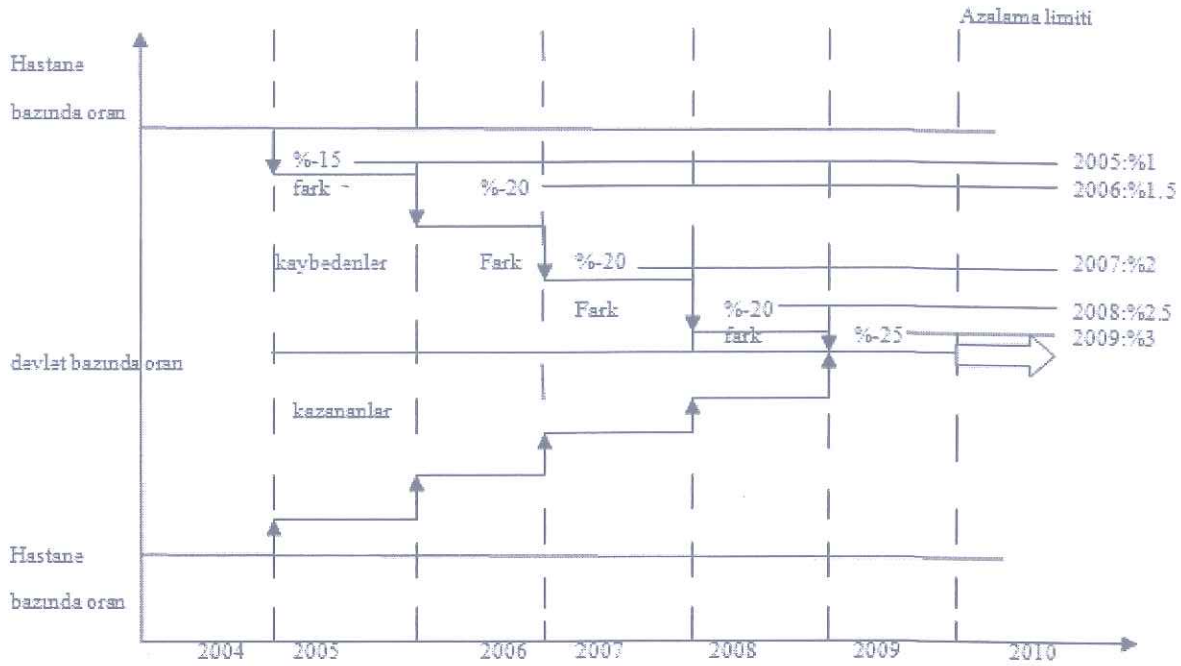 Azalama limiti
Hastane
bazında oran
%-15
fark
%-20
2005:%1
2006:%1.5
kaybedenler
Fark
%-20
2007:%2
Fark
%-20
fark
2008:%2.5
%-25
2009:%3
devlet bazında oran
kazananlar
Hastane
bazında oran
2004 2005 2006 2007 2008 2009 2010